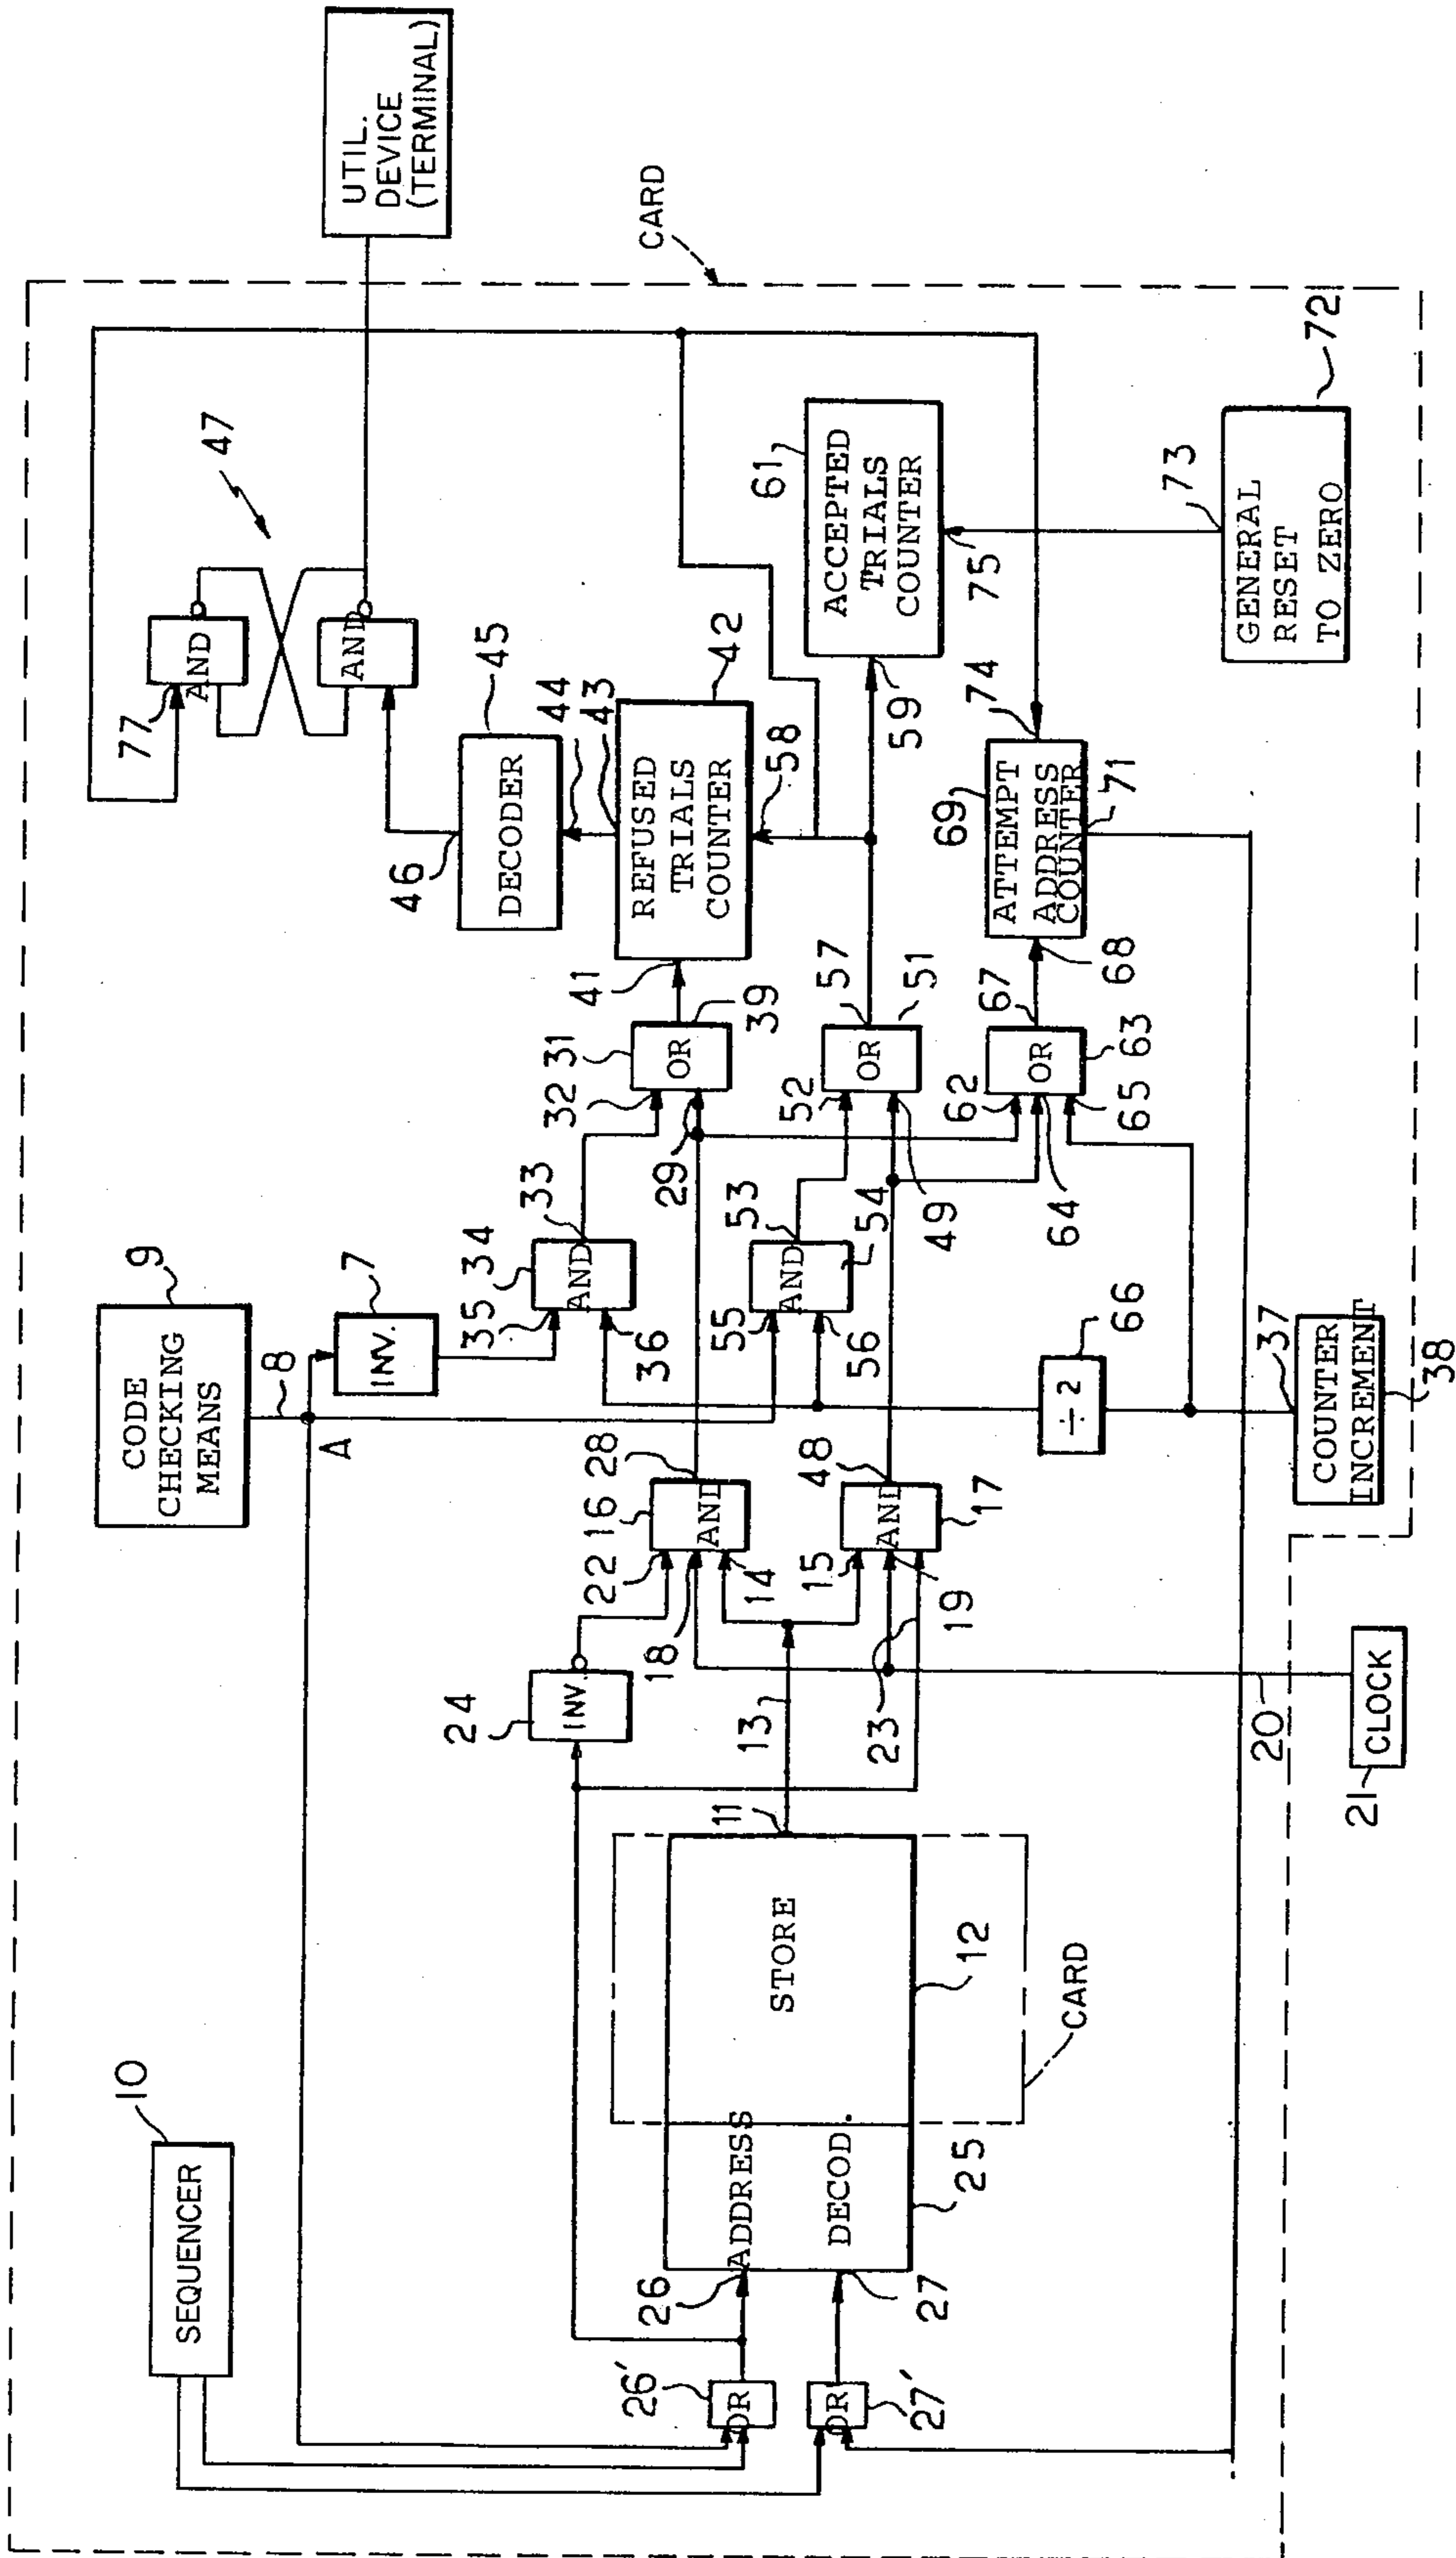 UTIL.
DEVICE
(TERMINAL)
CARD
47
77
AND
AND
46
DECODER
45
44
43
REFUSED
TRIALS
COUNTER
42
41
58
61
ACCEPTED
TRIALS
COUNTER
59
75
73
GENERAL
RESET
TO ZERO
72
74
69
ATTEMPT
ADDRESS
COUNTER
71
68
67
9
CODE
CHECKING
MEANS
8
A
7
INV.
35
34
33
AND
36
32
31
OR
39
29
55
53
AND
54
56
52
57
OR
51
49
62
OR
63
64
65
66
÷ 2
37
COUNTER
INCREMENT
38
22
16
28
AND
18
14
15
48
AND
17
19
23
24
INV.
13
11
20
21
CLOCK
10
SEQUENCER
STORE
12
CARD
ADDRESS
DECOD.
25
26
27
26'
OR
27'
OR